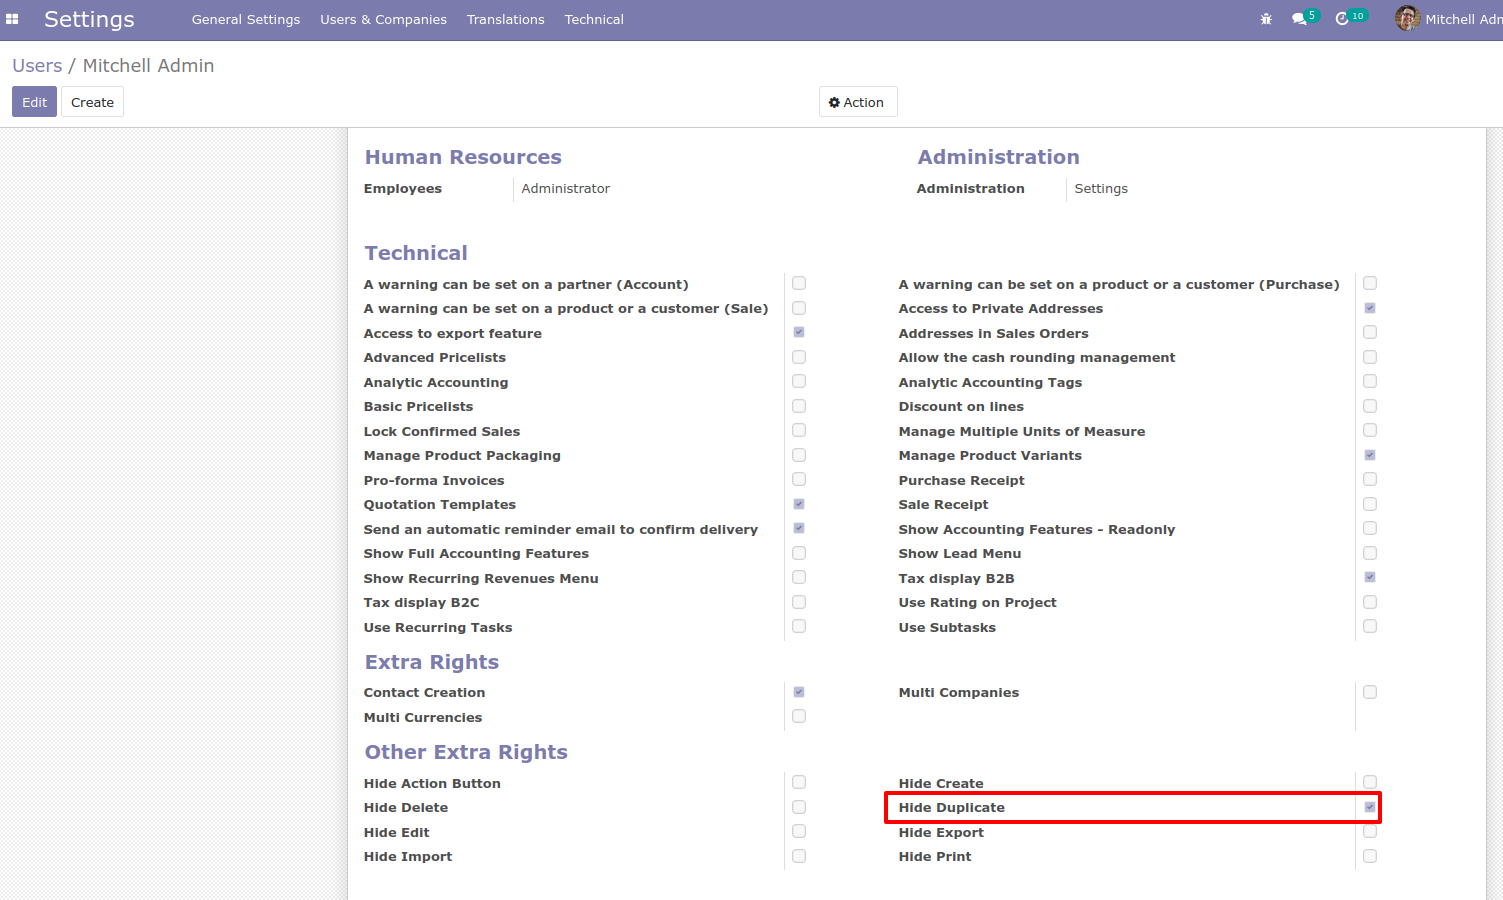 Settings General Settings Users & Companies Translations Technical 5 10 Mitchell Adm
Users / Mitchell Admin
Edit Create Action
Human Resources Administration
Employees Administrator Administration Settings
Technical
A warning can be set on a partner (Account) A warning can be set on a product or a customer (Purchase)
A warning can be set on a product or a customer (Sale) Access to Private Addresses
Access to export feature Addresses in Sales Orders
Advanced Pricelists Allow the cash rounding management
Analytic Accounting Analytic Accounting Tags
Basic Pricelists Discount on lines
Lock Confirmed Sales Manage Multiple Units of Measure
Manage Product Packaging Manage Product Variants
Pro-forma Invoices Purchase Receipt
Quotation Templates Sale Receipt
Send an automatic reminder email to confirm delivery Show Accounting Features - Readonly
Show Full Accounting Features Show Lead Menu
Show Recurring Revenues Menu Tax display B2B
Tax display B2C Use Rating on Project
Use Recurring Tasks Use Subtasks
Extra Rights
Contact Creation Multi Companies
Multi Currencies
Other Extra Rights
Hide Action Button Hide Create
Hide Delete Hide Duplicate
Hide Edit Hide Export
Hide Import Hide Print